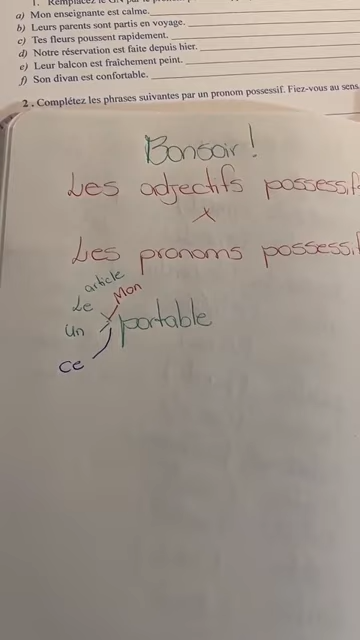 1. Remplacez le GN par le pronom
a) Mon enseignante est calme.
b) Leurs parents sont partis en voyage.
c) Tes fleurs poussent rapidement.
d) Notre réservation est faite depuis hier.
e) Leur balcon est fraîchement peint.
f) Son divan est confortable.
2. Complétez les phrases suivantes par un pronom possessif. Fiez-vous au sens
Bonsoir !
Les adjectifs possessif
X
Les pronoms possessi
article
Le Mon
Un portable
Ce